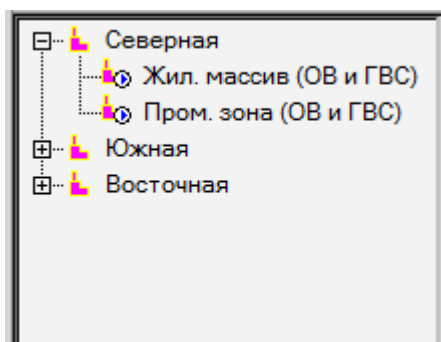 Северная
Жил. массив (ОВ и ГВС)
Пром. зона (ОВ и ГВС)
Южная
Восточная